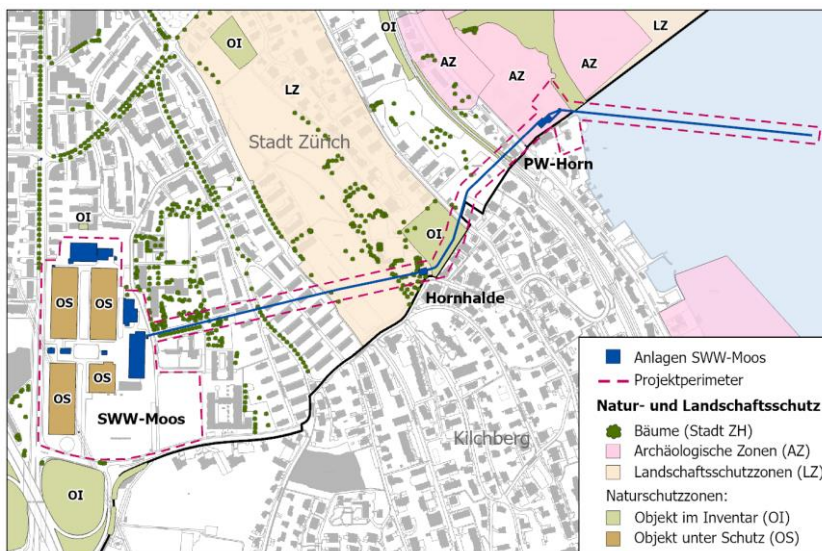 OI
OI
LZ
AZ
AZ
AZ
LZ
Stadt Zürich
PW-Horn
OI
OI
Hornhalde
OS
OS
OS
OS
SWW-Moos
OI
Kilchberg
Anlagen SWW-Moos
Projektperimeter
Natur- und Landschaftsschutz
Bäume (Stadt ZH)
Archäologische Zonen (AZ)
Landschaftsschutzzonen (LZ)
Naturschutzzonen:
Objekt im Inventar (OI)
Objekt unter Schutz (OS)